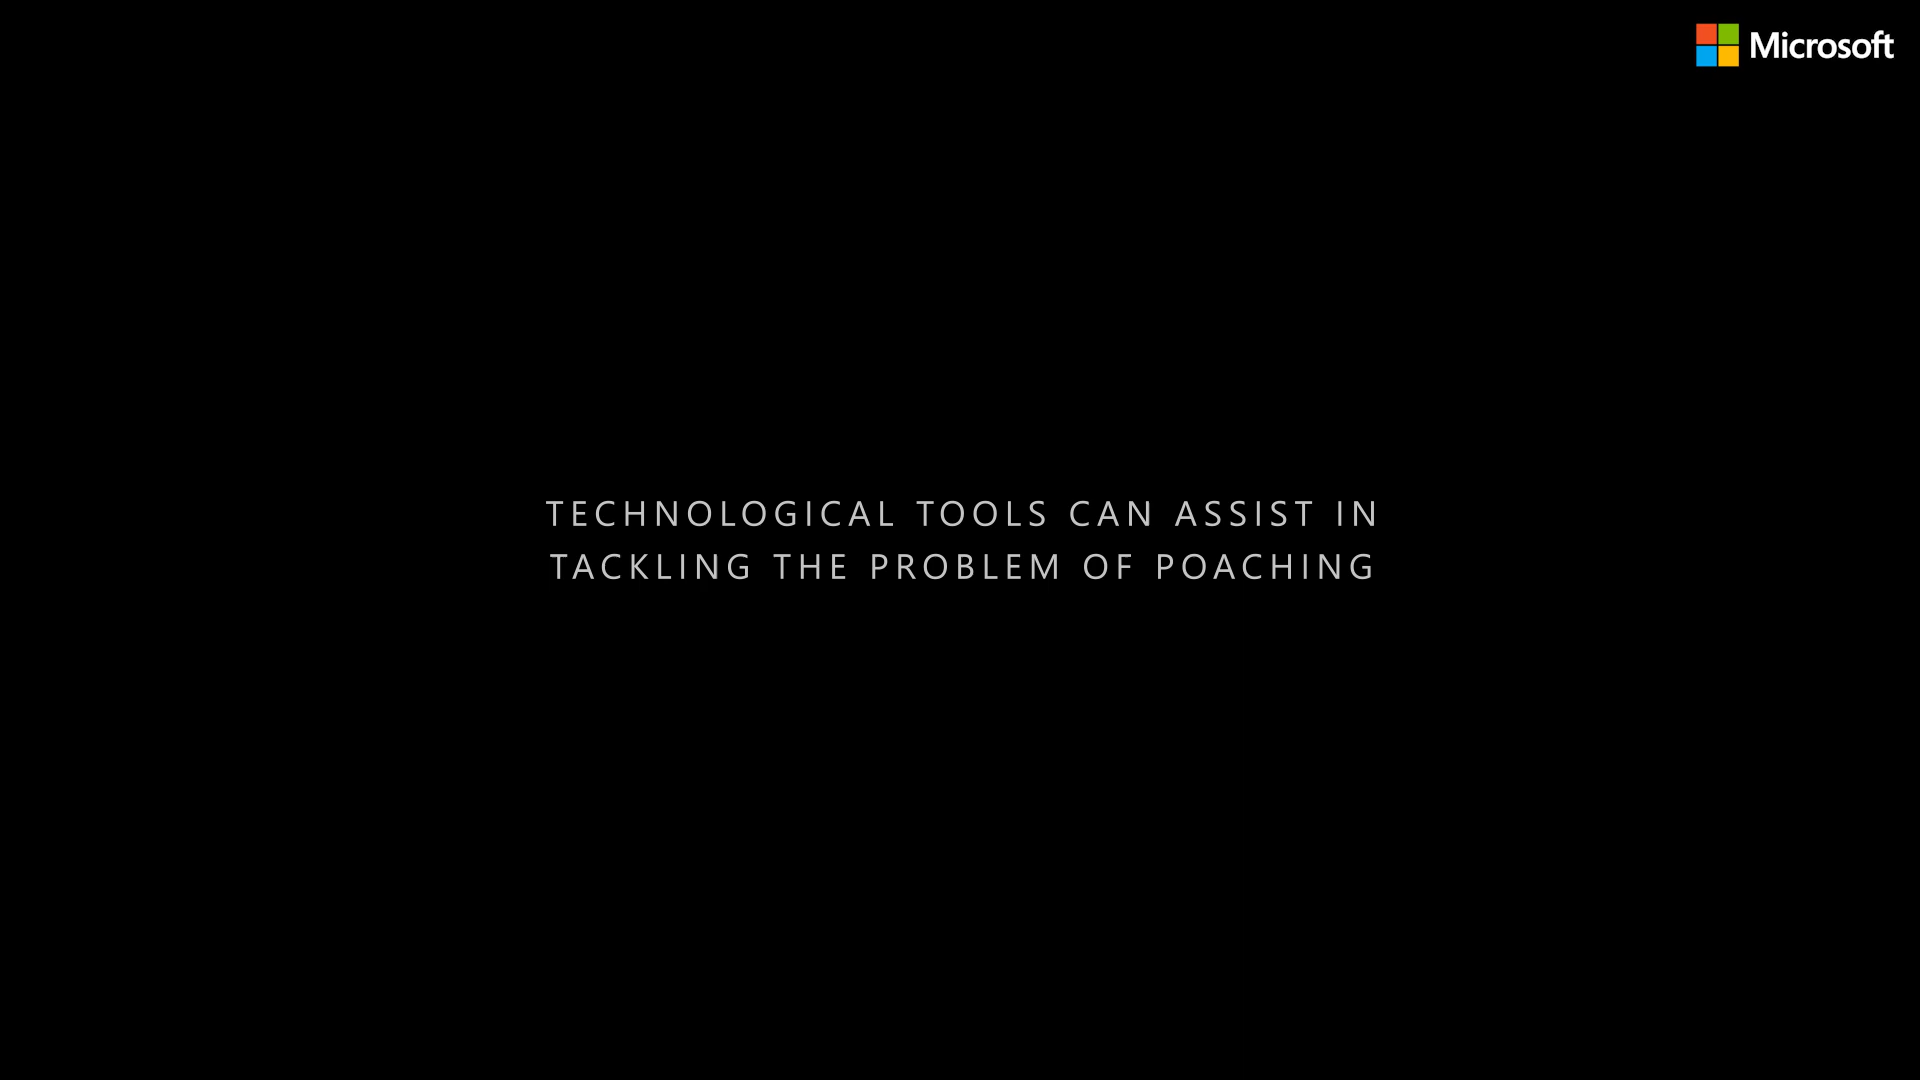 Microsoft
TECHNOLOGICAL TOOLS CAN ASSIST IN
TACKLING THE PROBLEM OF POACHING